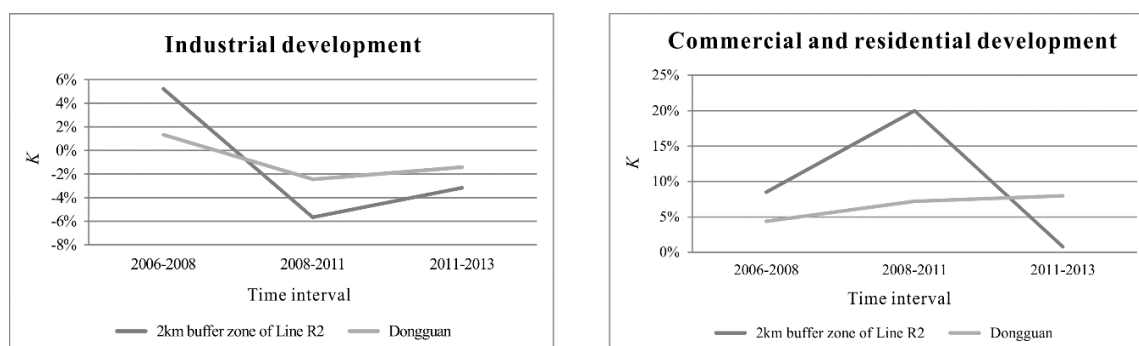 Industrial development
6%
4%
2%
0%
-2%
-4%
-6%
-8%
K
2006-2008
2008-2011
2011-2013
Time interval
2km buffer zone of Line R2
Dongguan
Commercial and residential development
25%
20%
15%
10%
5%
0%
K
2006-2008
2008-2011
2011-2013
Time interval
2km buffer zone of Line R2
Dongguan